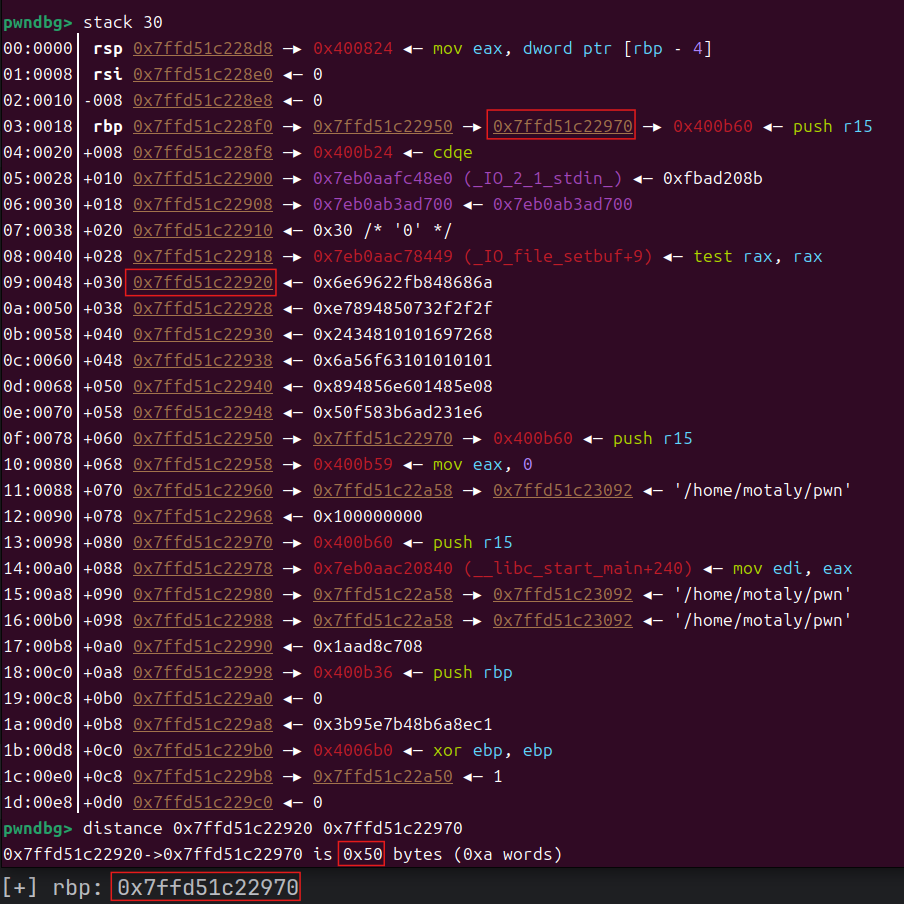 pwndbg> stack 30
00:0000│ rsp 0x7ffd51c228d8 —▸ 0x400824 ◂— mov eax, dword ptr [rbp - 4]
01:0008│ rsi 0x7ffd51c228e0 ◂— 0
02:0010│-008 0x7ffd51c228e8 ◂— 0
03:0018│ rbp 0x7ffd51c228f0 —▸ 0x7ffd51c22950 —▸ 0x7ffd51c22970 —▸ 0x400b60 ◂— push r15
04:0020│+008 0x7ffd51c228f8 —▸ 0x400b24 ◂— cdqe
05:0028│+010 0x7ffd51c22900 —▸ 0x7eb0aafc48e0 (_IO_2_1_stdin_) ◂— 0xfbad208b
06:0030│+018 0x7ffd51c22908 —▸ 0x7eb0ab3ad700 ◂— 0x7eb0ab3ad700
07:0038│+020 0x7ffd51c22910 ◂— 0x30 /* '0' */
08:0040│+028 0x7ffd51c22918 —▸ 0x7eb0aac78449 (_IO_file_setbuf+9) ◂— test rax, rax
09:0048│+030 0x7ffd51c22920 ◂— 0x6e69622fb848686a
0a:0050│+038 0x7ffd51c22928 ◂— 0xe7894850732f2f2f
0b:0058│+040 0x7ffd51c22930 ◂— 0x2434810101697268
0c:0060│+048 0x7ffd51c22938 ◂— 0x6a56f63101010101
0d:0068│+050 0x7ffd51c22940 ◂— 0x894856e601485e08
0e:0070│+058 0x7ffd51c22948 ◂— 0x50f583b6ad231e6
0f:0078│+060 0x7ffd51c22950 —▸ 0x7ffd51c22970 —▸ 0x400b60 ◂— push r15
10:0080│+068 0x7ffd51c22958 —▸ 0x400b59 ◂— mov eax, 0
11:0088│+070 0x7ffd51c22960 —▸ 0x7ffd51c22a58 —▸ 0x7ffd51c23092 ◂— '/home/motaly/pwn'
12:0090│+078 0x7ffd51c22968 ◂— 0x100000000
13:0098│+080 0x7ffd51c22970 —▸ 0x400b60 ◂— push r15
14:00a0│+088 0x7ffd51c22978 —▸ 0x7eb0aac20840 (__libc_start_main+240) ◂— mov edi, eax
15:00a8│+090 0x7ffd51c22980 —▸ 0x7ffd51c22a58 —▸ 0x7ffd51c23092 ◂— '/home/motaly/pwn'
16:00b0│+098 0x7ffd51c22988 —▸ 0x7ffd51c22a58 —▸ 0x7ffd51c23092 ◂— '/home/motaly/pwn'
17:00b8│+0a0 0x7ffd51c22990 ◂— 0x1aad8c708
18:00c0│+0a8 0x7ffd51c22998 —▸ 0x400b36 ◂— push rbp
19:00c8│+0b0 0x7ffd51c229a0 ◂— 0
1a:00d0│+0b8 0x7ffd51c229a8 ◂— 0x3b95e7b48b6a8ec1
1b:00d8│+0c0 0x7ffd51c229b0 —▸ 0x4006b0 ◂— xor ebp, ebp
1c:00e0│+0c8 0x7ffd51c229b8 —▸ 0x7ffd51c22a50 ◂— 1
1d:00e8│+0d0 0x7ffd51c229c0 ◂— 0
pwndbg> distance 0x7ffd51c22920 0x7ffd51c22970
0x7ffd51c22920->0x7ffd51c22970 is 0x50 bytes (0xa words)
[+] rbp: 0x7ffd51c22970